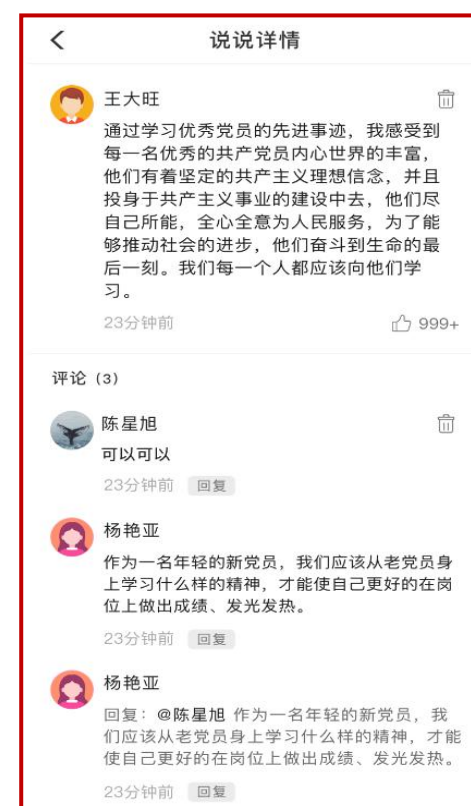 说说详情
王大旺
通过学习优秀党员的先进事迹，我感受到
每一名优秀的共产党员内心世界的丰富，
他们有着坚定的共产主义理想信念，并且
投身于共产主义事业的建设中去，他们尽
自己所能，全心全意为人民服务，为了能
够推动社会的进步，他们奋斗到生命的最
后一刻。我们每一个人都应该向他们学
习。
23分钟前 999+
评论（3）
陈星旭
可以可以
23分钟前 回复
杨艳亚
作为一名年轻的新党员，我们应该从老党员身
上学习什么样的精神，才能使自己更好的在岗
位上做出成绩、发光发热。
23分钟前 回复
杨艳亚
回复：@陈星旭 作为一名年轻的新党员，我
们应该从老党员身上学习什么样的精神，才能
使自己更好的在岗位上做出成绩、发光发热。
23分钟前 回复